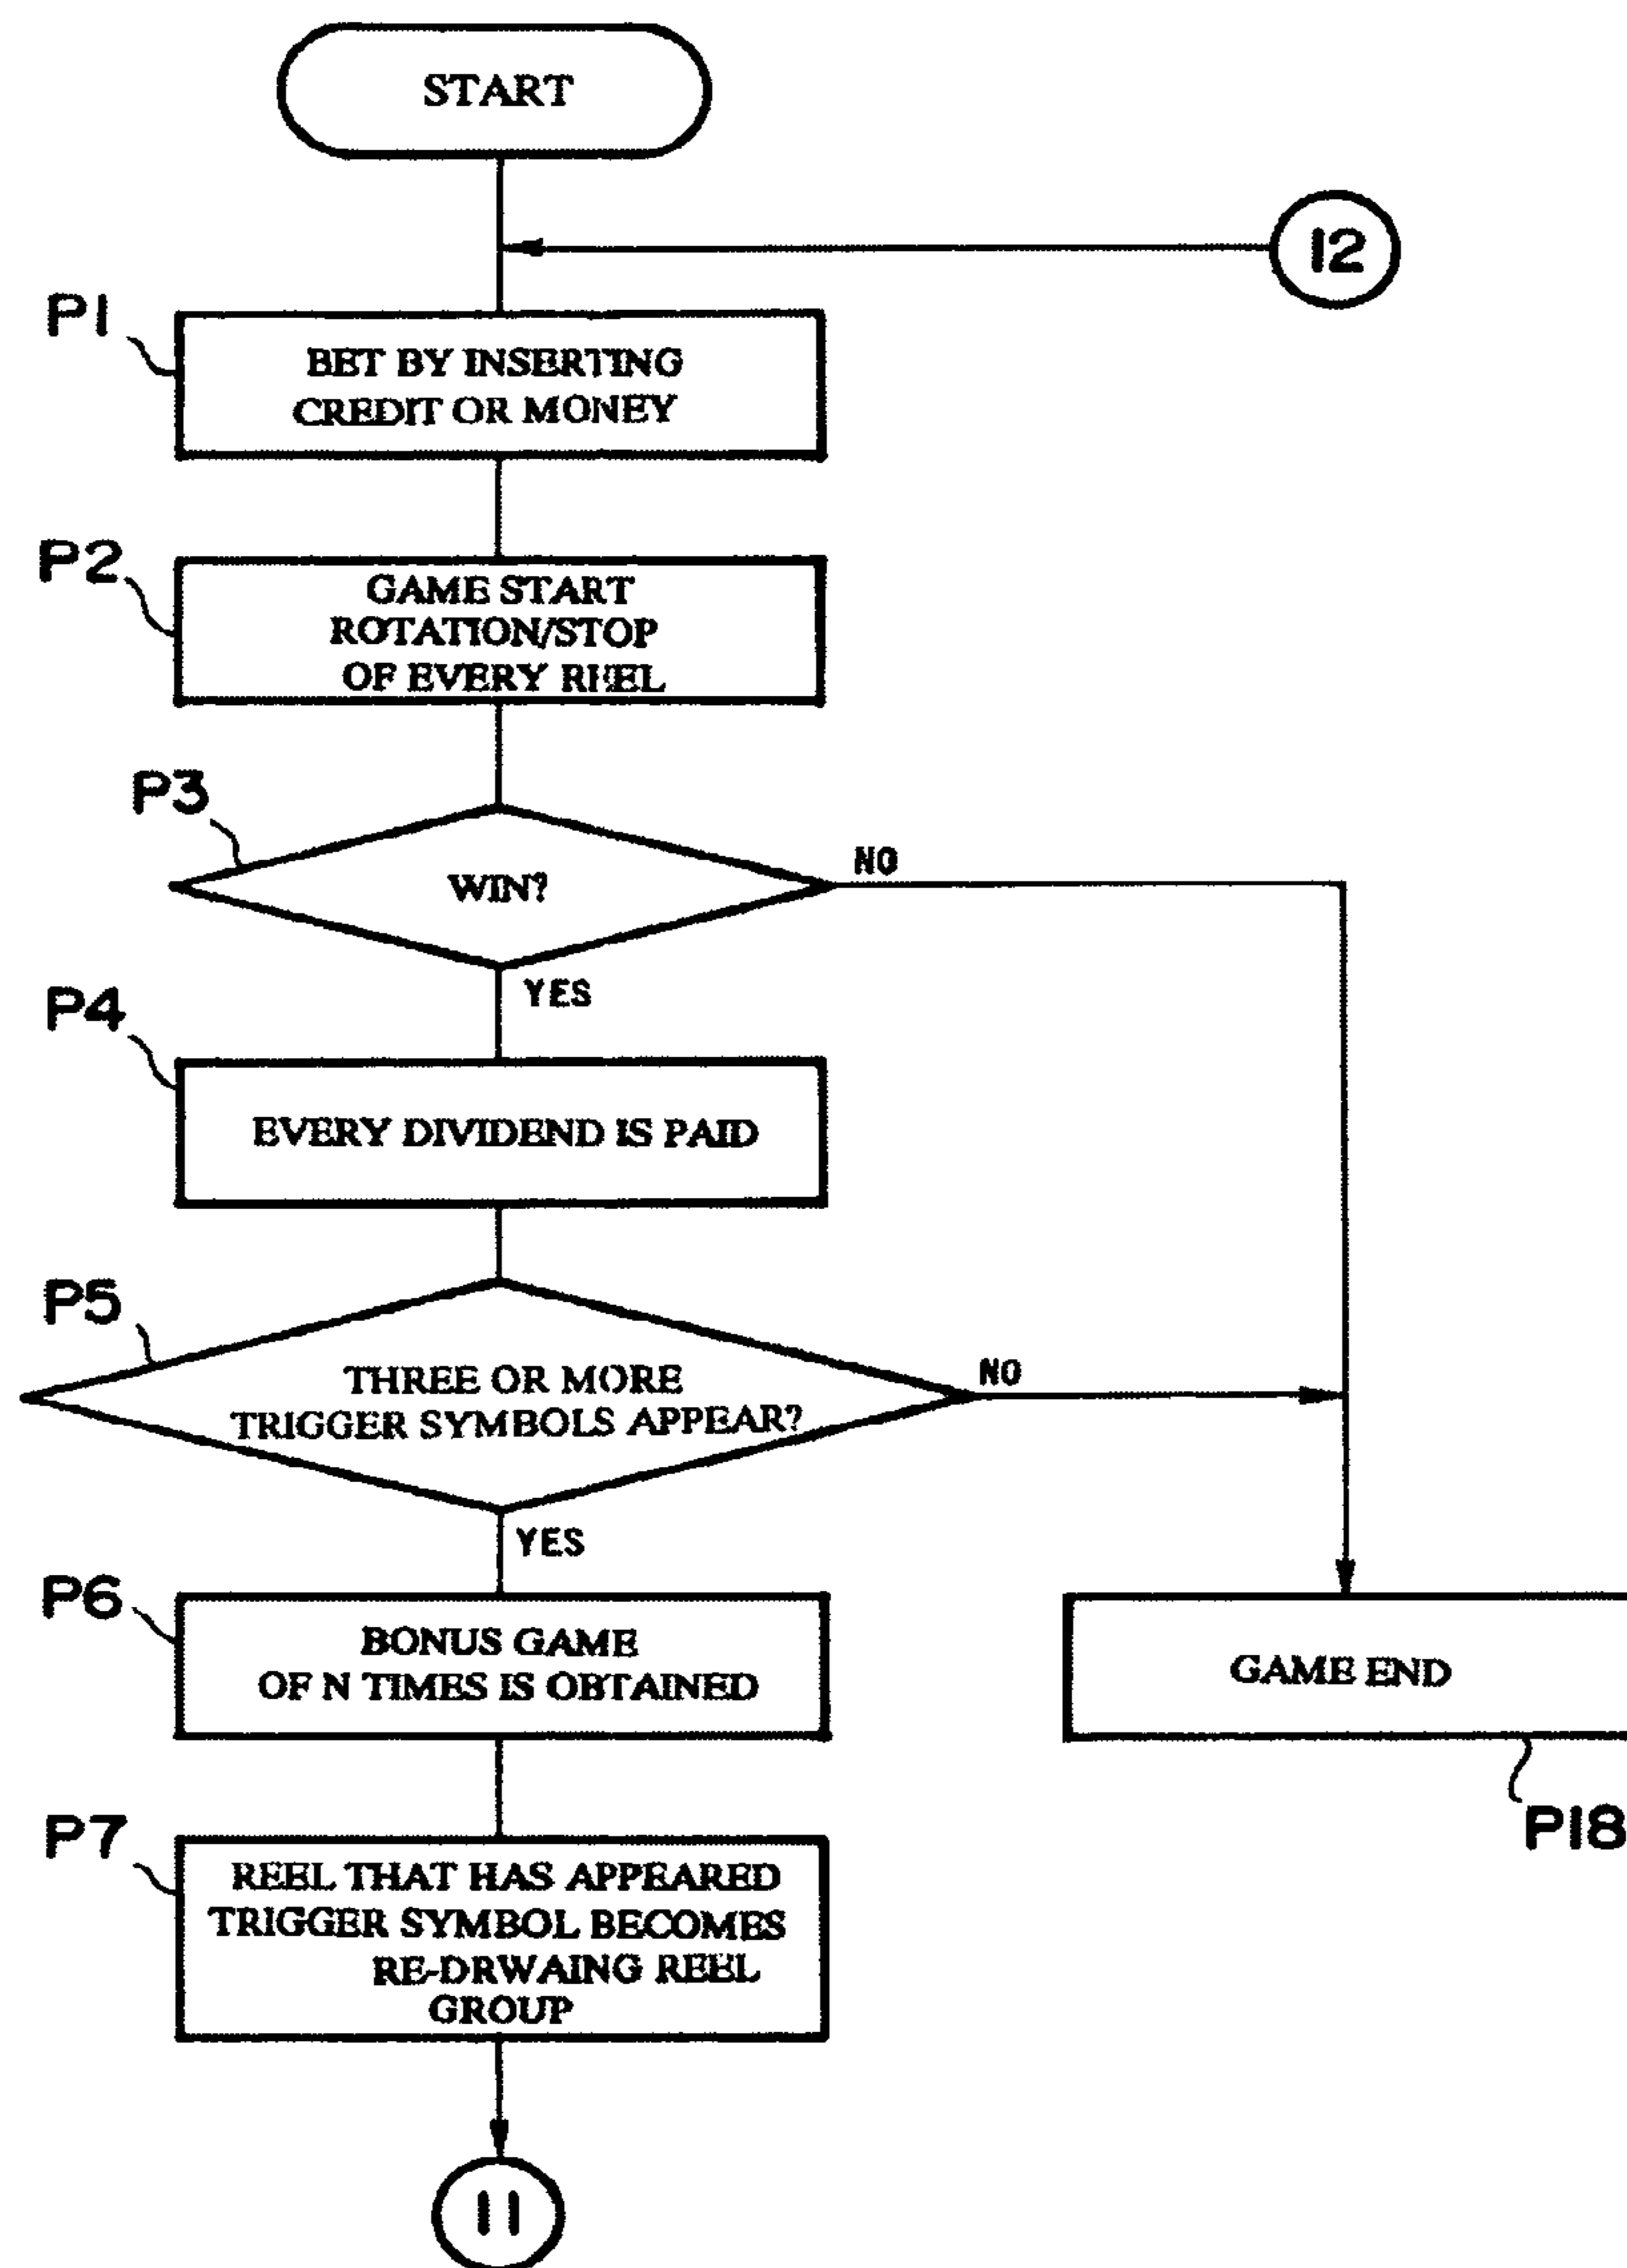 START
12
P1
BET BY INSERTING
CREDIT OR MONEY
P2
GAME START
ROTATION/STOP
OF EVERY REEL
P3
WIN?
NO
YES
P4
EVERY DIVIDEND IS PAID
P5
THREE OR MORE
TRIGGER SYMBOLS APPEAR?
NO
YES
P6
BONUS GAME
OF N TIMES IS OBTAINED
GAME END
P18
P7
REEL THAT HAS APPEARED
TRIGGER SYMBOL BECOMES
RE-DRWAING REEL
GROUP
11